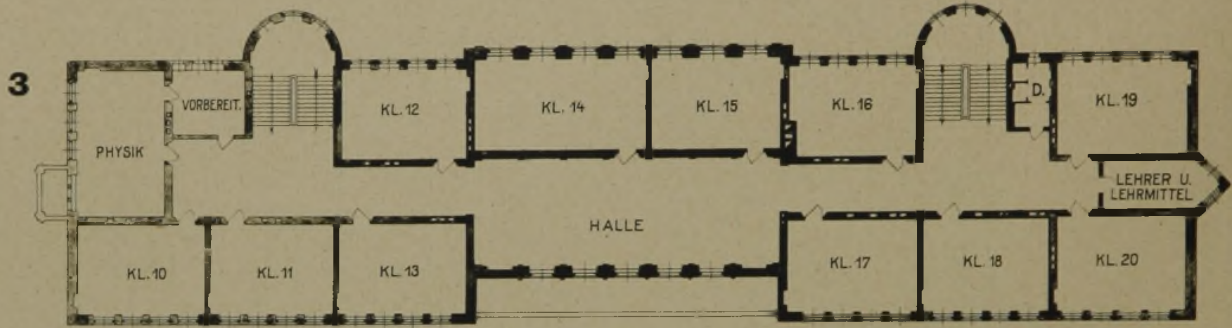 3
VORBEREIT.
KL. 12
KL. 14
KL. 15
KL. 16
D.
KL. 19
PHYSIK
LEHRER U.
LEHRMITTEL
HALLE
KL. 10
KL. 11
KL. 13
KL. 17
KL. 18
KL. 20